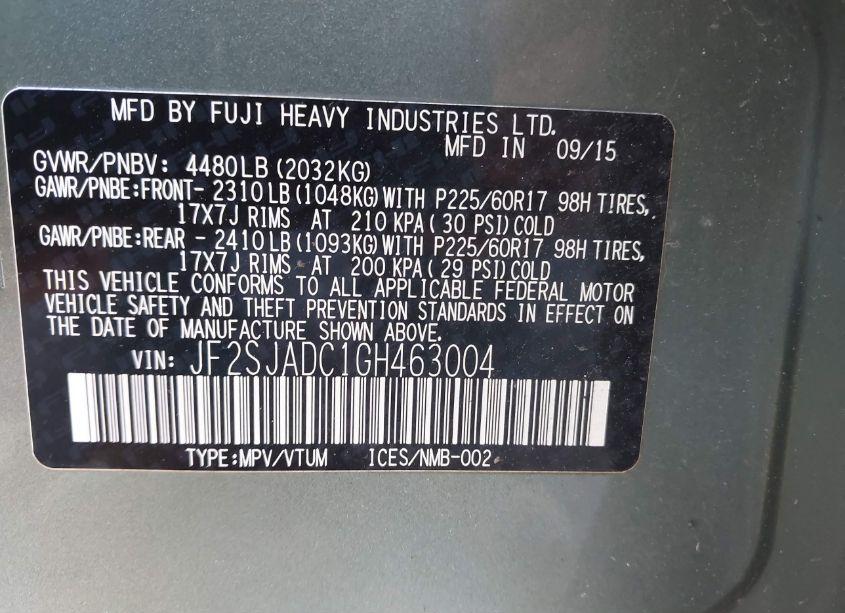 MFD BY FUJI HEAVY INDUSTRIES LTD.
MFD IN 09/15
GVWR/PNBV: 4480LB (2032KG)
GAWR/PNBE:FRONT- 2310LB (1048KG) WITH P225/60R17 98H TIRES,
17X7J RIMS AT 210 KPA ( 30 PSI) COLD
GAWR/PNBE:REAR - 2410LB (1093KG) WITH P225/60R17 98H TIRES,
17X7J RIMS AT 200 KPA ( 29 PSI) COLD
THIS VEHICLE CONFORMS TO ALL APPLICABLE FEDERAL MOTOR
VEHICLE SAFETY AND THEFT PREVENTION STANDARDS IN EFFECT ON
THE DATE OF MANUFACTURE SHOWN ABOVE.
VIN: JF2SJADC1GH463004
TYPE:MPV/VTUM ICES/NMB-002